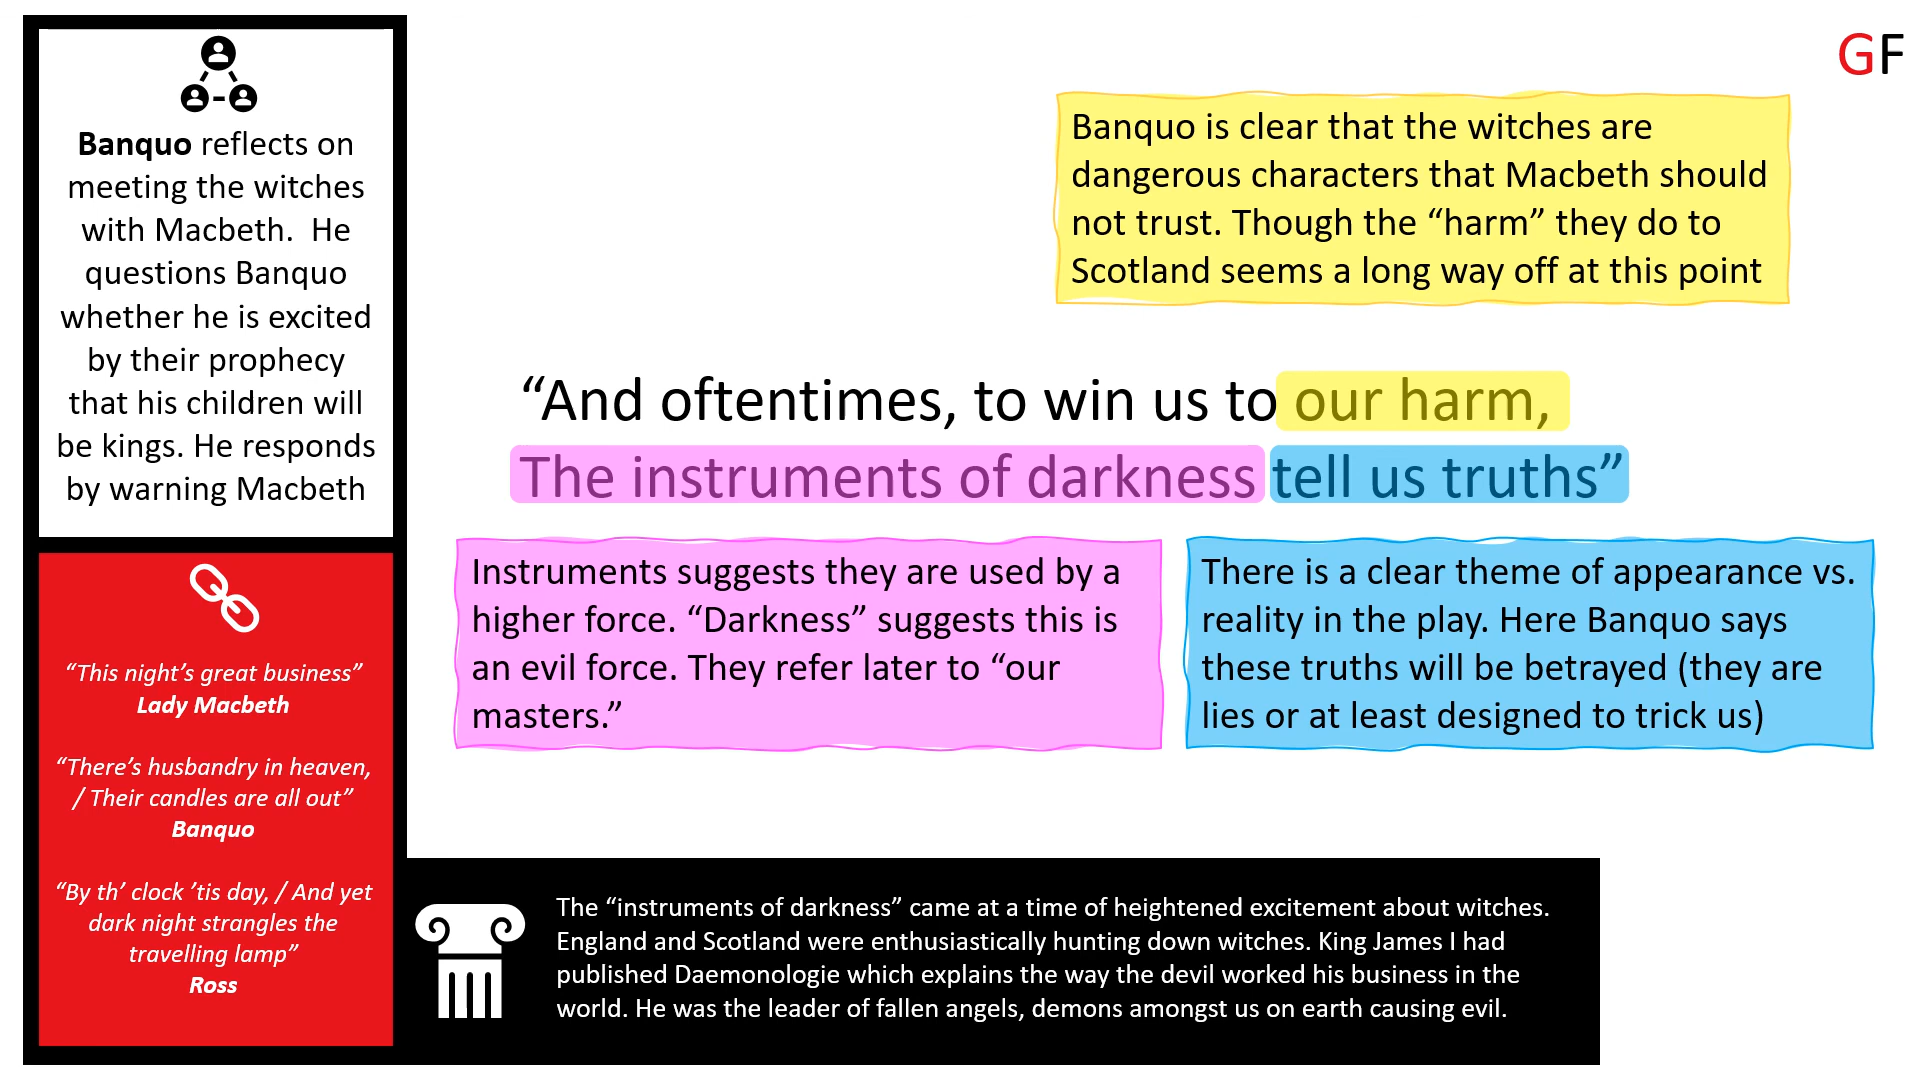 GF
Banquo reflects on
meeting the witches
with Macbeth.  He
questions Banquo
whether he is excited
by their prophecy
that his children will
be kings. He responds
by warning Macbeth
“This night’s great business”
Lady Macbeth
“There’s husbandry in heaven,
/ Their candles are all out”
Banquo
“By th’ clock ’tis day, / And yet
dark night strangles the
travelling lamp”
Ross
Banquo is clear that the witches are
dangerous characters that Macbeth should
not trust. Though the “harm” they do to
Scotland seems a long way off at this point
“And oftentimes, to win us to our harm,
The instruments of darkness tell us truths”
Instruments suggests they are used by a
higher force. “Darkness” suggests this is
an evil force. They refer later to “our
masters.”
There is a clear theme of appearance vs.
reality in the play. Here Banquo says
these truths will be betrayed (they are
lies or at least designed to trick us)
The “instruments of darkness” came at a time of heightened excitement about witches.
England and Scotland were enthusiastically hunting down witches. King James I had
published Daemonologie which explains the way the devil worked his business in the
world. He was the leader of fallen angels, demons amongst us on earth causing evil.